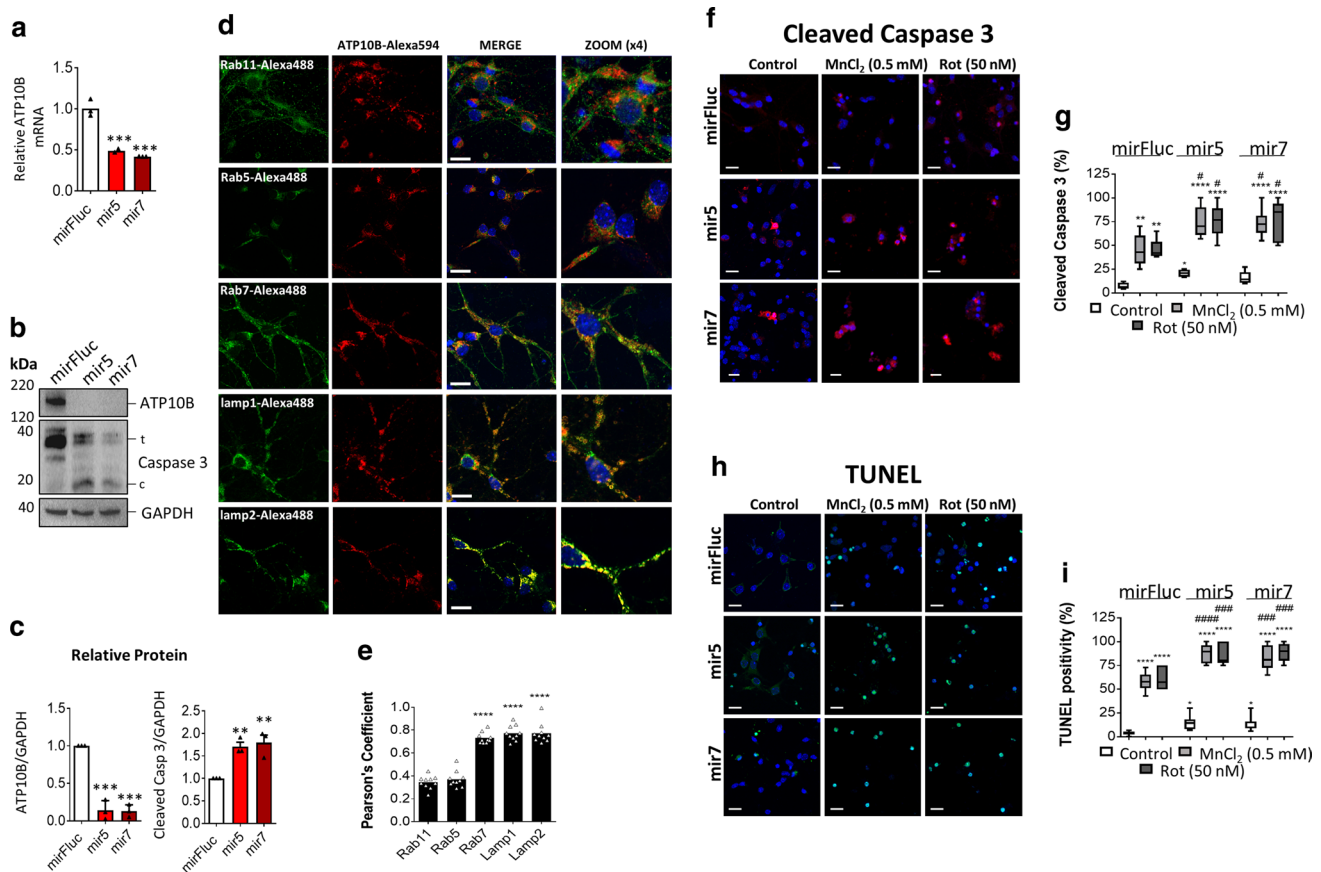 a
Relative ATP10B
mRNA
1.5
1.0
0.5
0.0
***
***
mirFluc
mir5
mir7
b
kDa
mirFluc
mir5
mir7
220
120
ATP10B
40
t
Caspase 3
20
c
40
GAPDH
c
Relative Protein
ATP10B/GAPDH
1.5
1.0
0.5
0.0
***
***
mirFluc
mir5
mir7
Cleaved Casp 3/GAPDH
2.5
2.0
1.5
1.0
0.5
0.0
**
**
mirFluc
mir5
mir7
d
ATP10B-Alexa594 MERGE ZOOM (x4)
Rab11-Alexa488
Rab5-Alexa488
Rab7-Alexa488
lamp1-Alexa488
lamp2-Alexa488
e
Pearson's Coefficient
1.0
0.8
0.6
0.4
0.2
0.0
****
****
****
Rab11
Rab5
Rab7
Lamp1
Lamp2
f
Cleaved Caspase 3
Control MnCl₂ (0.5 mM) Rot (50 nM)
mirFluc
mir5
mir7
g
mirFluc mir5 mir7
Cleaved Caspase 3 (%)
125
100
75
50
25
0
** **
*
# #
**** ****
# #
**** ****
Control MnCl₂ (0.5 mM)
Rot (50 nM)
h
TUNEL
Control MnCl₂ (0.5 mM) Rot (50 nM)
mirFluc
mir5
mir7
i
mirFluc mir5 mir7
TUNEL positivity (%)
125
100
75
50
25
0
**** ****
*
#### ###
**** ****
*
### ###
**** ****
Control MnCl₂ (0.5 mM)
Rot (50 nM)